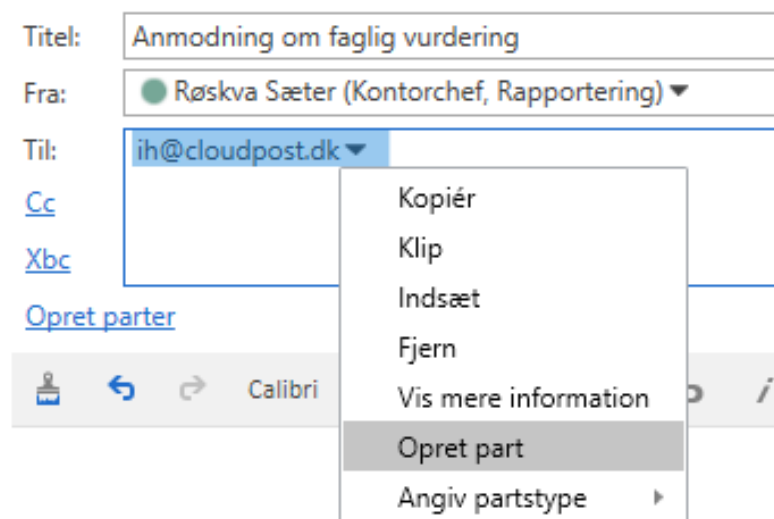 Titel: Anmodning om faglig vurdering
Fra: Røskva Sæter (Kontorchef, Rapportering)
Til: ih@cloudpost.dk
Cc
Xbc
Opret parter
Calibri
Kopiér
Klip
Indsæt
Fjern
Vis mere information
Opret part
Angiv partstype